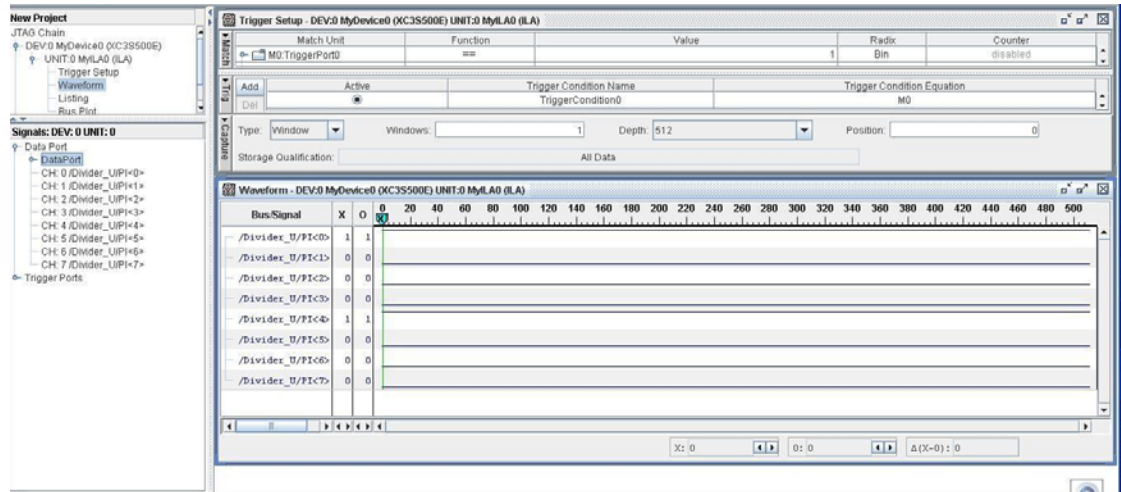 New Project
JTAG Chain
DEV:0 MyDevice0 (XC3S500E)
UNIT:0 MyILA0 (ILA)
Trigger Setup
Waveform
Listing
Bus Plot
Signals: DEV: 0 UNIT: 0
Data Port
DataPort
CH: 0 /Divider_U/PI<0>
CH: 1 /Divider_U/PI<1>
CH: 2 /Divider_U/PI<2>
CH: 3 /Divider_U/PI<3>
CH: 4 /Divider_U/PI<4>
CH: 5 /Divider_U/PI<5>
CH: 6 /Divider_U/PI<6>
CH: 7 /Divider_U/PI<7>
Trigger Ports
Trigger Setup - DEV:0 MyDevice0 (XC3S500E) UNIT:0 MyILA0 (ILA)
Match
Match Unit Function Value Radix Counter
M0:TriggerPort0 == 1 Bin disabled
Trig
Add Active Trigger Condition Name Trigger Condition Equation
Del TriggerCondition0 M0
Capture
Type: Window Windows: 1 Depth: 512 Position: 0
Storage Qualification: All Data
Waveform - DEV:0 MyDevice0 (XC3S500E) UNIT:0 MyILA0 (ILA)
Bus/Signal X O 0 20 40 60 80 100 120 140 160 180 200 220 240 260 280 300 320 340 360 380 400 420 440 460 480 500
/Divider_U/PI<0> 1 1
/Divider_U/PI<1> 0 0
/Divider_U/PI<2> 0 0
/Divider_U/PI<3> 0 0
/Divider_U/PI<4> 1 1
/Divider_U/PI<5> 0 0
/Divider_U/PI<6> 0 0
/Divider_U/PI<7> 0 0
X: 0 O: 0 Δ(X-O): 0